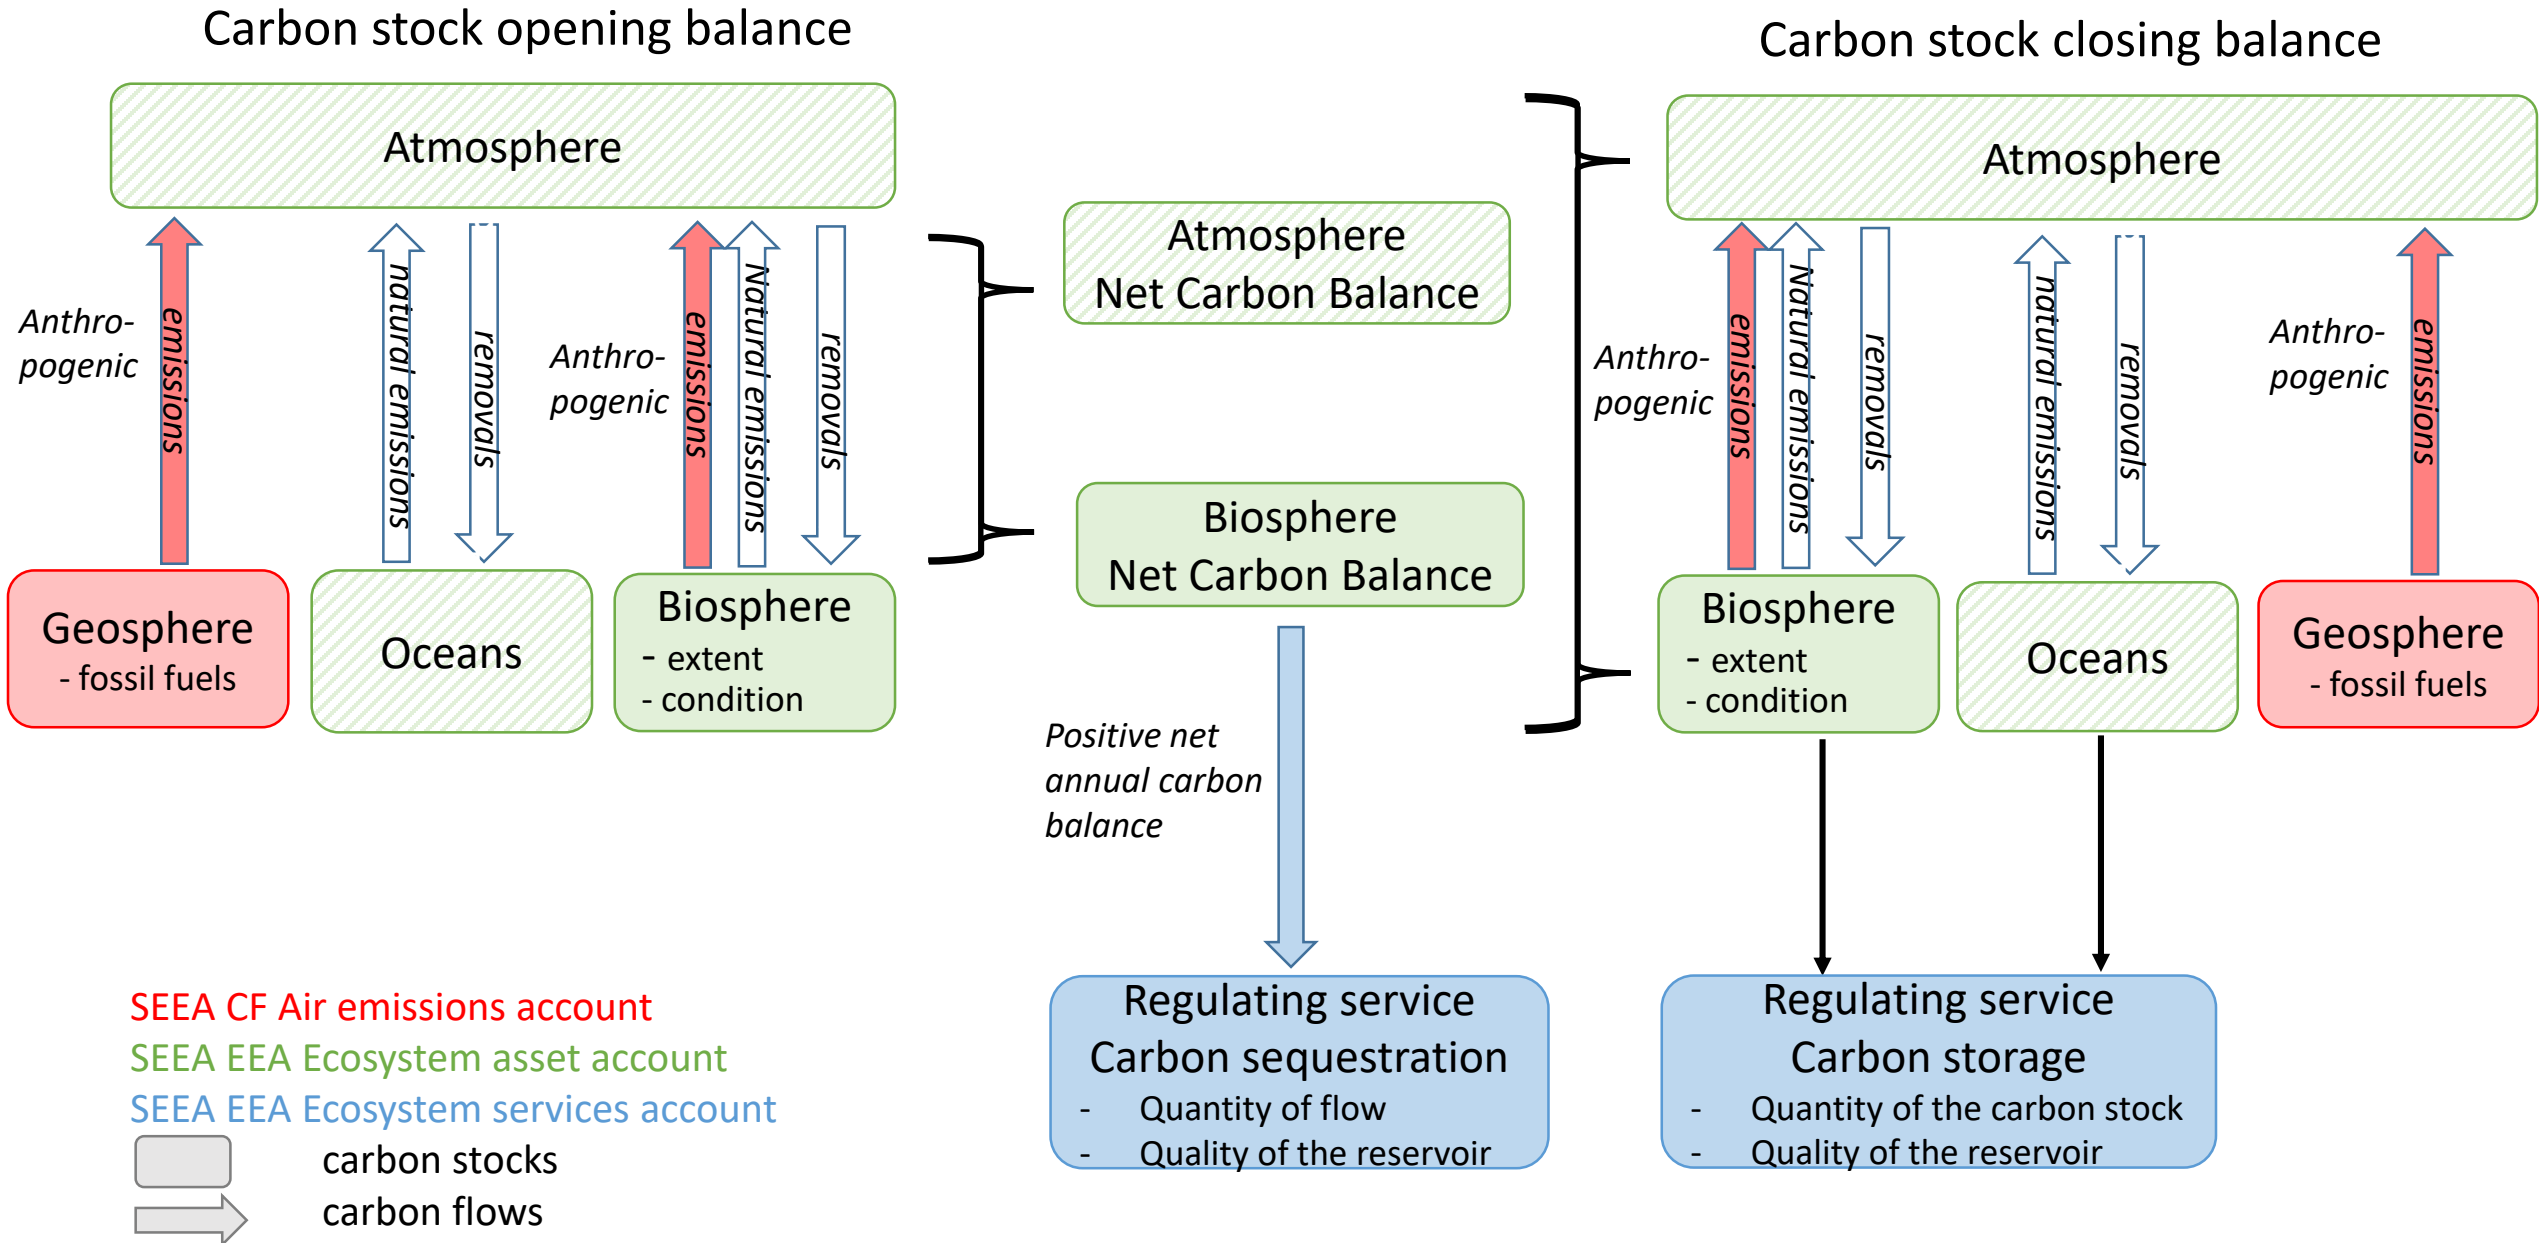 Carbon stock opening balance
Atmosphere
Anthro-
pogenic
emissions
natural emissions
removals
Anthro-
pogenic
emissions
Natural emissions
removals
Geosphere
- fossil fuels
Oceans
Biosphere
- extent
- condition
Atmosphere
Net Carbon Balance
Biosphere
Net Carbon Balance
Positive net
annual carbon
balance
Carbon stock closing balance
Atmosphere
Anthro-
pogenic
emissions
Natural emissions
removals
natural emissions
removals
Anthro-
pogenic
emissions
Biosphere
- extent
- condition
Oceans
Geosphere
- fossil fuels
SEEA CF Air emissions account
SEEA EEA Ecosystem asset account
SEEA EEA Ecosystem services account
carbon stocks
carbon flows
Regulating service
Carbon sequestration
- Quantity of flow
- Quality of the reservoir
Regulating service
Carbon storage
- Quantity of the carbon stock
- Quality of the reservoir